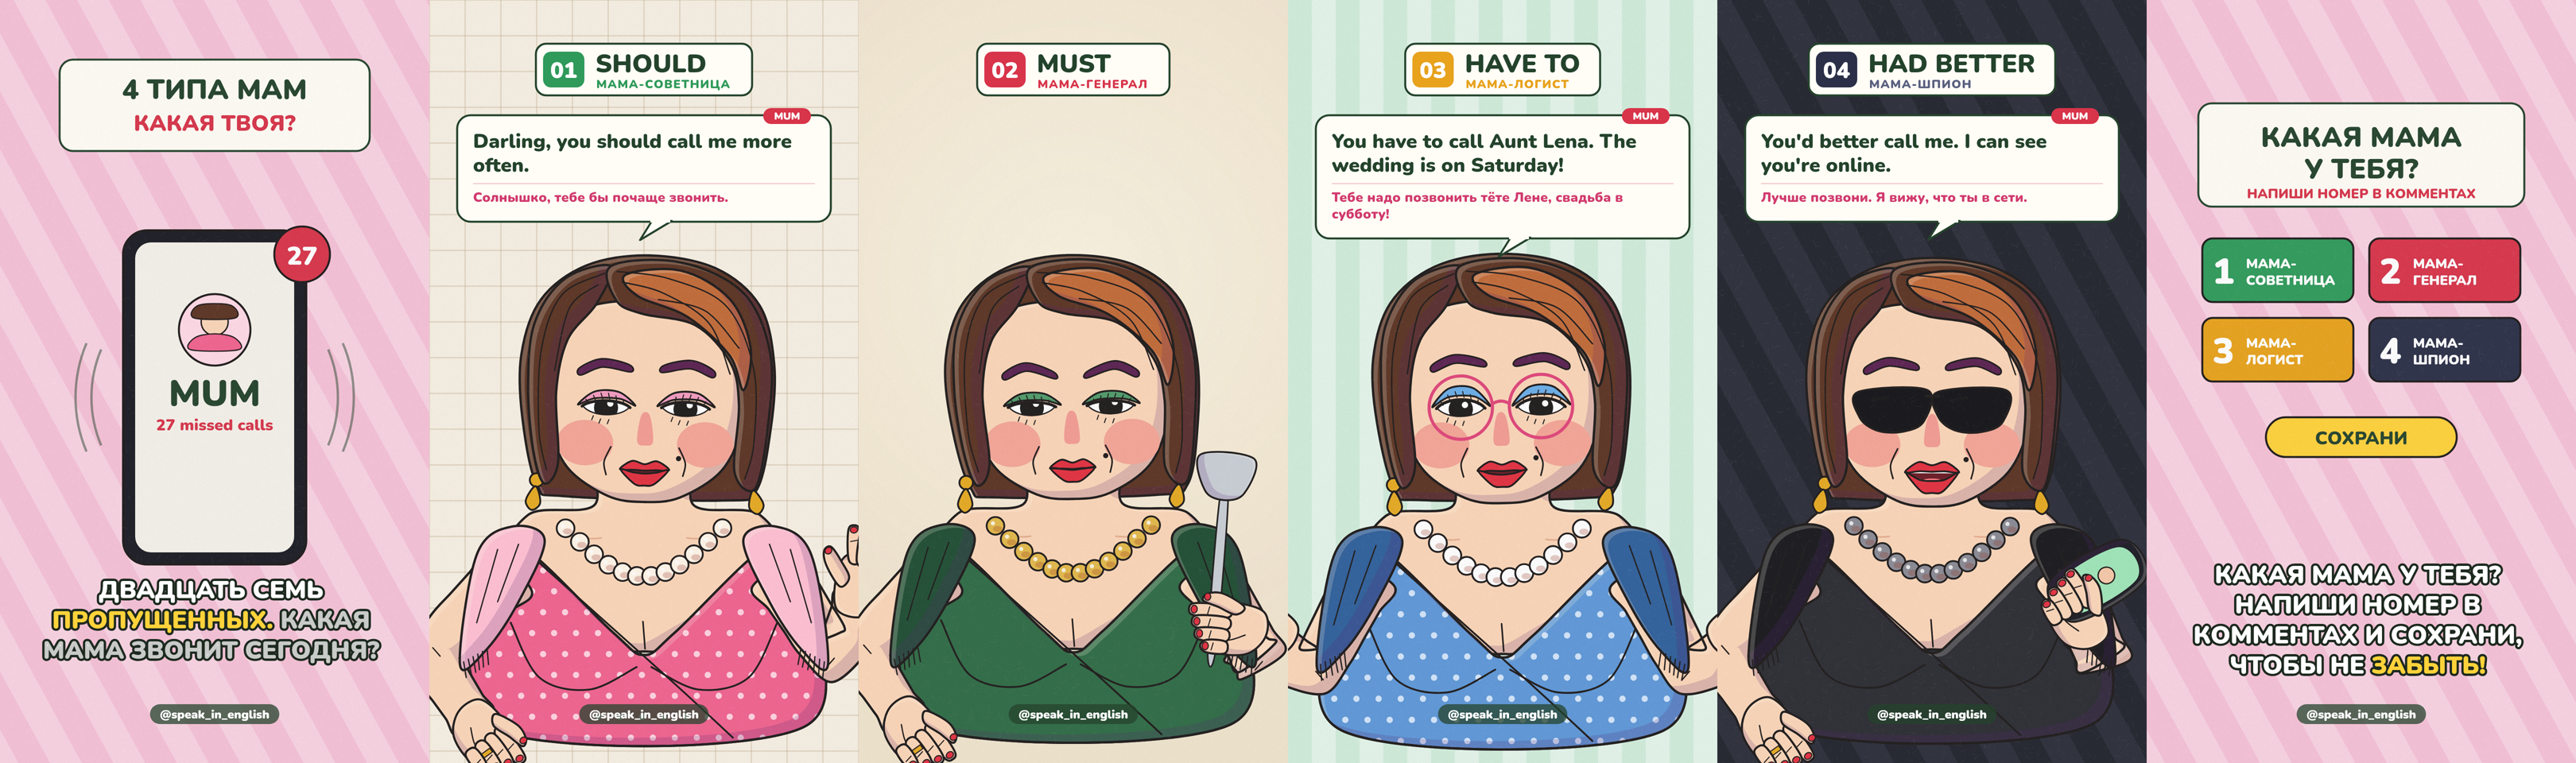 4 ТИПА МАМ
КАКАЯ ТВОЯ?
27
MUM
27 missed calls
ДВАДЦАТЬ СЕМЬ
ПРОПУЩЕННЫХ. КАКАЯ
МАМА ЗВОНИТ СЕГОДНЯ?
@speak_in_english
01 SHOULD
МАМА-СОВЕТНИЦА
MUM
Darling, you should call me more
often.
Солнышко, тебе бы почаще звонить.
@speak_in_english
02 MUST
МАМА-ГЕНЕРАЛ
@speak_in_english
03 HAVE TO
МАМА-ЛОГИСТ
MUM
You have to call Aunt Lena. The
wedding is on Saturday!
Тебе надо позвонить тёте Лене, свадьба в
субботу!
@speak_in_english
04 HAD BETTER
МАМА-ШПИОН
MUM
You'd better call me. I can see
you're online.
Лучше позвони. Я вижу, что ты в сети.
@speak_in_english
КАКАЯ МАМА
У ТЕБЯ?
НАПИШИ НОМЕР В КОММЕНТАХ
1 МАМА-
СОВЕТНИЦА
2 МАМА-
ГЕНЕРАЛ
3 МАМА-
ЛОГИСТ
4 МАМА-
ШПИОН
СОХРАНИ
КАКАЯ МАМА У ТЕБЯ?
НАПИШИ НОМЕР В
КОММЕНТАХ И СОХРАНИ,
ЧТОБЫ НЕ ЗАБЫТЬ!
@speak_in_english